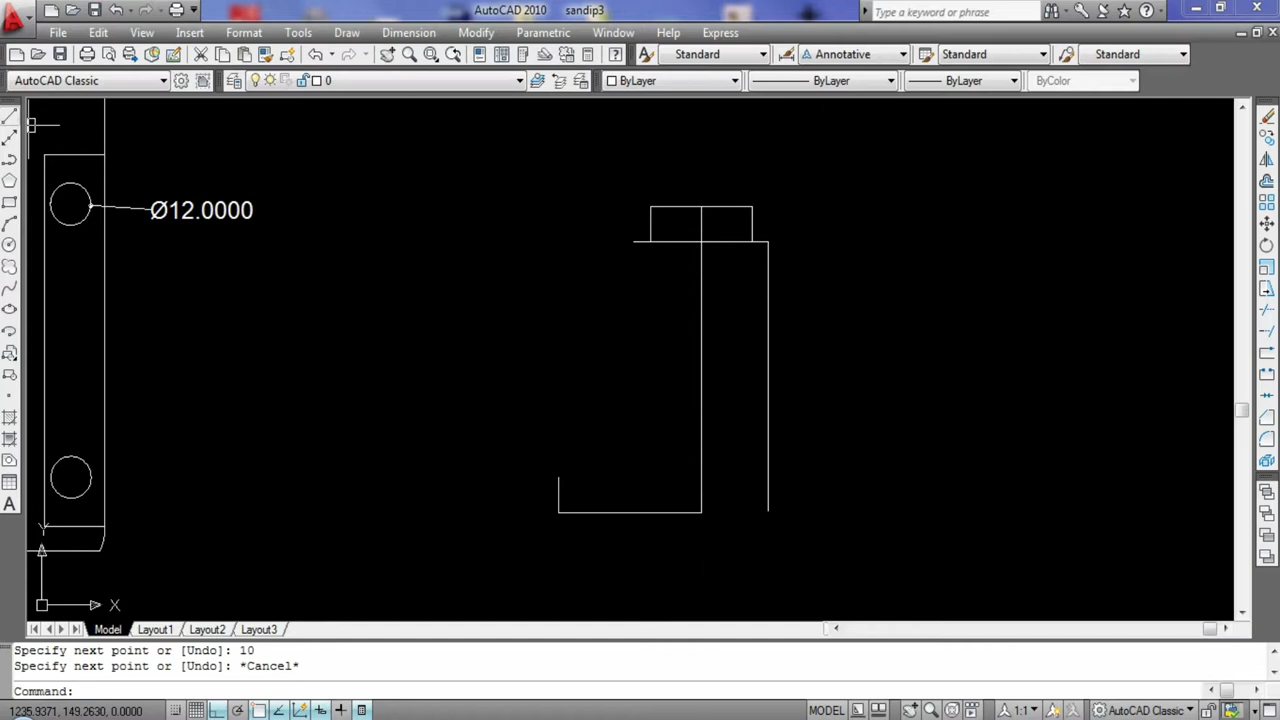 AutoCAD 2010 sandip3
Type a keyword or phrase
File Edit View Insert Format Tools Draw Dimension Modify Parametric Window Help Express
Standard Annotative Standard Standard
AutoCAD Classic 0 ByLayer ByLayer ByLayer ByColor
Ø12.0000
Y
X
Model Layout1 Layout2 Layout3
Specify next point or [Undo]: 10
Specify next point or [Undo]: *Cancel*
Command:
1235.9371, 149.2630, 0.0000 MODEL 1:1 AutoCAD Classic